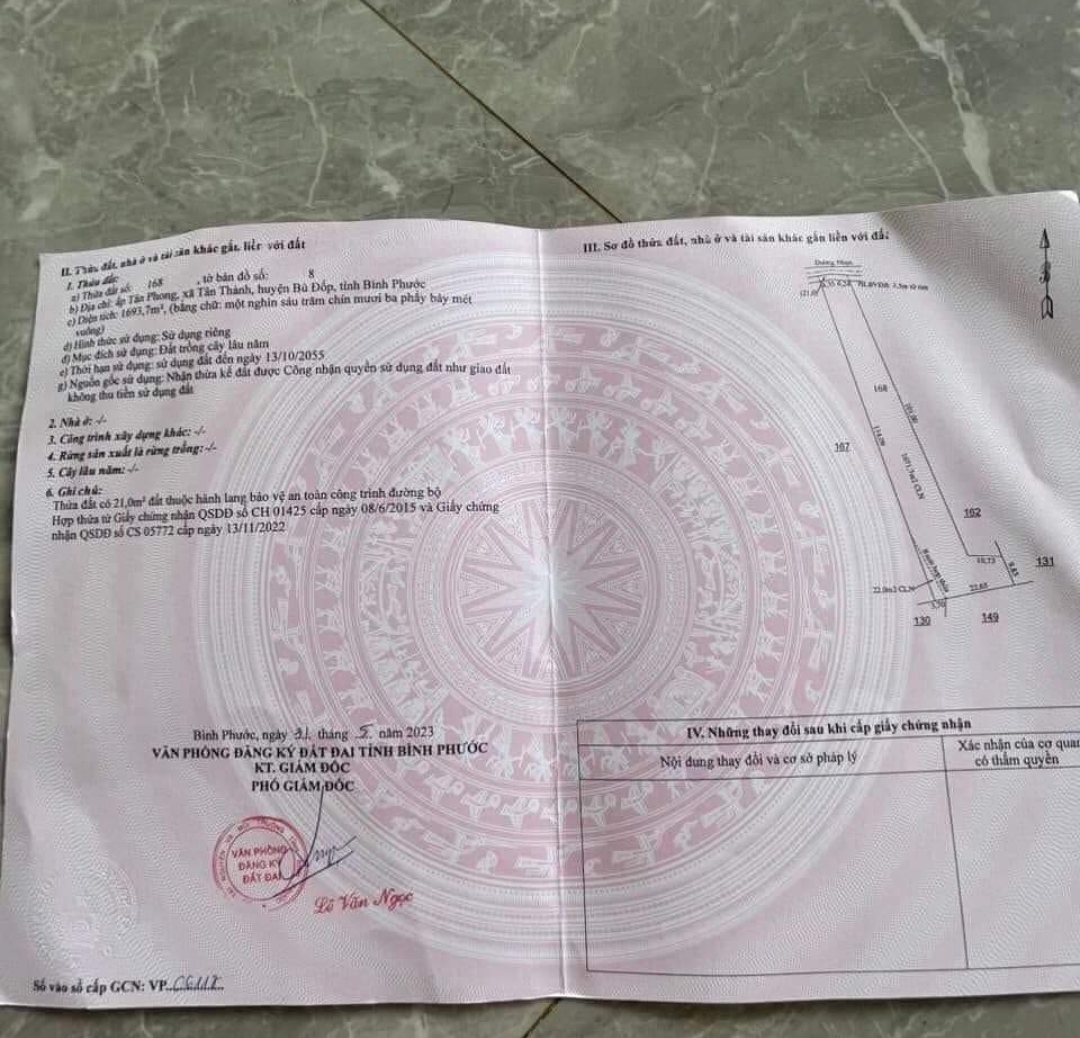 II. Thửa đất, nhà ở và tài sản khác gắn liền với đất
1. Thửa đất:
a) Thửa đất số: 168 , tờ bản đồ số: 8
b) Địa chỉ: ấp Tân Phong, xã Tân Thành, huyện Bù Đốp, tỉnh Bình Phước
c) Diện tích: 1693,7m², (bằng chữ: một nghìn sáu trăm chín mươi ba phẩy bảy mét
vuông)
d) Hình thức sử dụng: Sử dụng riêng
đ) Mục đích sử dụng: Đất trồng cây lâu năm
e) Thời hạn sử dụng: sử dụng đất đến ngày 13/10/2055
g) Nguồn gốc sử dụng: Nhận thừa kế đất được Công nhận quyền sử dụng đất như giao đất
không thu tiền sử dụng đất
2. Nhà ở: -/-
3. Công trình xây dựng khác: -/-
4. Rừng sản xuất là rừng trồng: -/-
5. Cây lâu năm: -/-
6. Ghi chú:
Thửa đất có 21,0m² đất thuộc hành lang bảo vệ an toàn công trình đường bộ
Hợp thửa từ Giấy chứng nhận QSDĐ số CH 01425 cấp ngày 08/6/2015 và Giấy chứng
nhận QSDĐ số CS 05772 cấp ngày 13/11/2022
Bình Phước, ngày 31 tháng 5 năm 2023
VĂN PHÒNG ĐĂNG KÝ ĐẤT ĐAI TỈNH BÌNH PHƯỚC
KT. GIÁM ĐỐC
PHÓ GIÁM ĐỐC
VĂN PHÒNG
ĐĂNG KÝ
ĐẤT ĐAI
Lê Văn Ngọc
Số vào sổ cấp GCN: VP
III. Sơ đồ thửa đất, nhà ở và tài sản khác gắn liền với đất
Đường Nhựa
168
167
102
10,73
131
22.0m2 CLN
22,65
130
149
IV. Những thay đổi sau khi cấp giấy chứng nhận
Nội dung thay đổi và cơ sở pháp lý
Xác nhận của cơ quan
có thẩm quyền